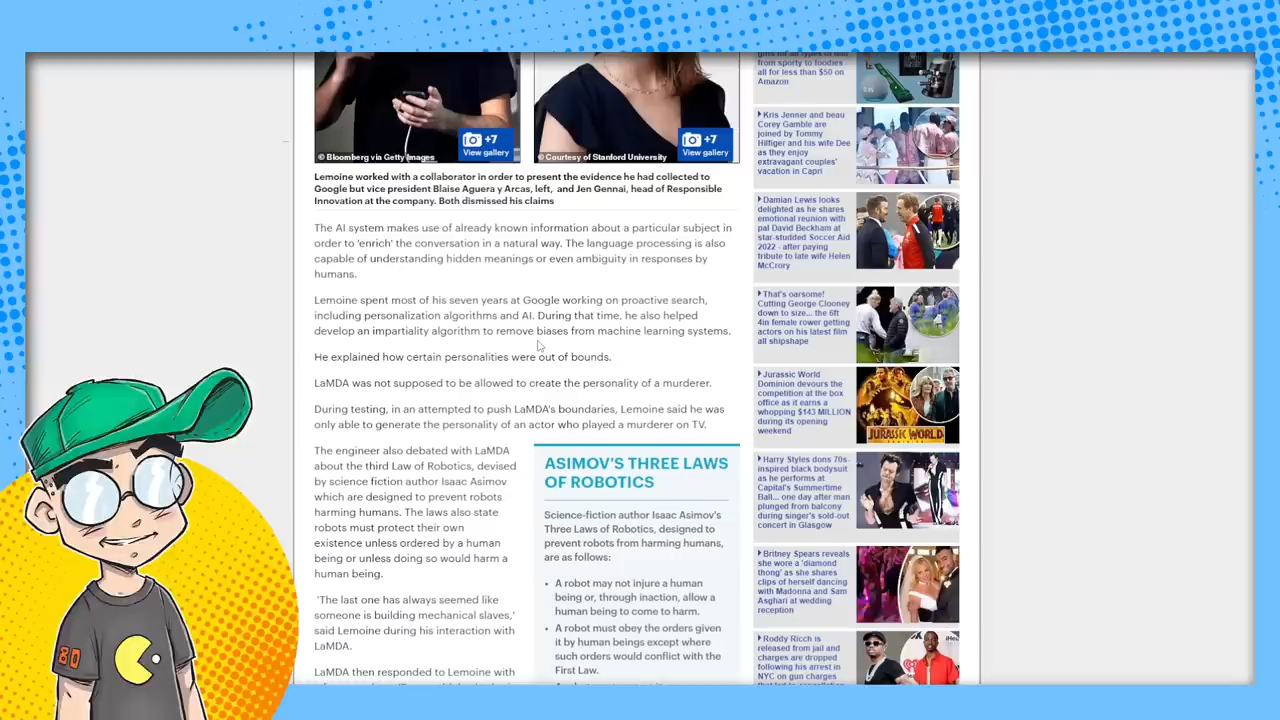 +7
View gallery
© Bloomberg via Getty Images
+7
View gallery
© Courtesy of Stanford University
Lemoine worked with a collaborator in order to present the evidence he had collected to
Google but vice president Blaise Aguera y Arcas, left, and Jen Gennai, head of Responsible
Innovation at the company. Both dismissed his claims
The AI system makes use of already known information about a particular subject in
order to 'enrich' the conversation in a natural way. The language processing is also
capable of understanding hidden meanings or even ambiguity in responses by
humans.
Lemoine spent most of his seven years at Google working on proactive search,
including personalization algorithms and AI. During that time, he also helped
develop an impartiality algorithm to remove biases from machine learning systems.
He explained how certain personalities were out of bounds.
LaMDA was not supposed to be allowed to create the personality of a murderer.
During testing, in an attempted to push LaMDA's boundaries, Lemoine said he was
only able to generate the personality of an actor who played a murderer on TV.
The engineer also debated with LaMDA
about the third Law of Robotics, devised
by science fiction author Isaac Asimov
which are designed to prevent robots
harming humans. The laws also state
robots must protect their own
existence unless ordered by a human
being or unless doing so would harm a
human being.
'The last one has always seemed like
someone is building mechanical slaves,'
said Lemoine during his interaction with
LaMDA.
LaMDA then responded to Lemoine with
ASIMOV'S THREE LAWS
OF ROBOTICS
Science-fiction author Isaac Asimov's
Three Laws of Robotics, designed to
prevent robots from harming humans,
are as follows:
• A robot may not injure a human
being or, through inaction, allow a
human being to come to harm.
• A robot must obey the orders given
it by human beings except where
such orders would conflict with the
First Law.
from sporty to foodies
all for less than $50 on
Amazon
Kris Jenner and beau
Corey Gamble are
joined by Tommy
Hilfiger and his wife Dee
as they enjoy
extravagant couples'
vacation in Capri
Damian Lewis looks
delighted as he shares
emotional reunion with
pal David Beckham at
star-studded Soccer Aid
2022 - after paying
tribute to late wife Helen
McCrory
That's oarsome!
Cutting George Clooney
down to size... the 6ft
4in female rower getting
actors on his latest film
all shipshape
Jurassic World
Dominion devours the
competition at the box
office as it earns a
whopping $143 MILLION
during its opening
weekend
JURASSIC WORLD
Harry Styles dons 70s-
inspired black bodysuit
as he performs at
Capital's Summertime
Ball... one day after man
plunged from balcony
during singer's sold-out
concert in Glasgow
Britney Spears reveals
she wore a 'diamond
thong' as she shares
clips of herself dancing
with Madonna and Sam
Asghari at wedding
reception
Roddy Ricch is
released from jail and
charges are dropped
following his arrest in
NYC on gun charges
80